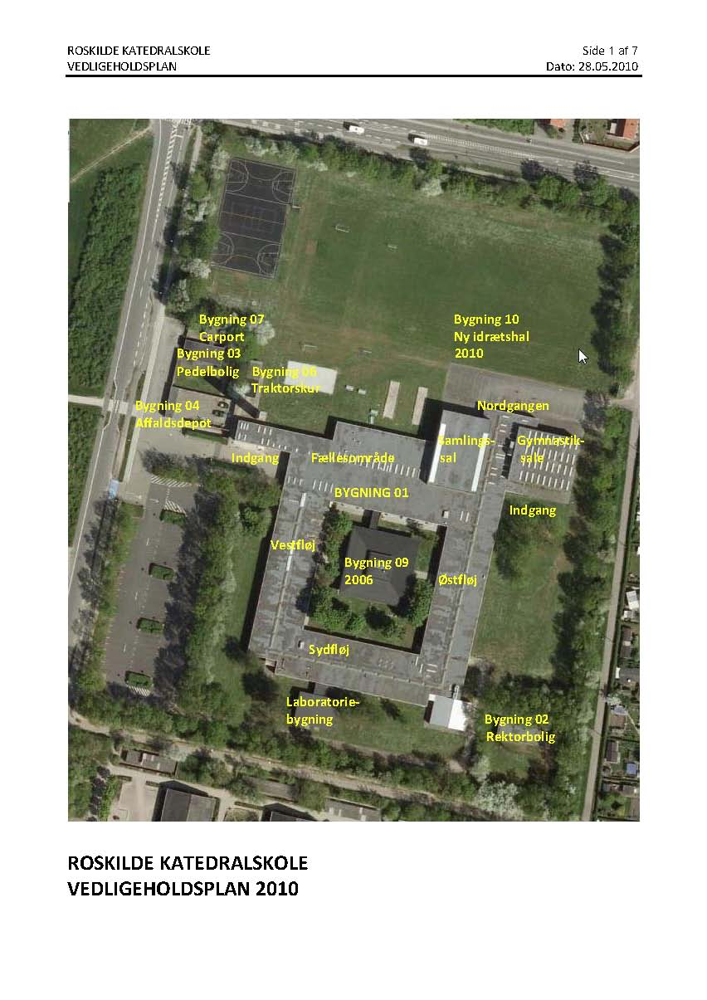 ROSKILDE KATEDRALSKOLE
Side 1 af 7
VEDLIGEHOLDSPLAN
Dato: 28.05.2010
Bygning 07
Carport
Bygning 10
Ny idrætshal
2010
Bygning 03
Pedelbolig
Bygning 06
Traktorskur
Bygning 04
Affaldsdepot
Nordgangen
Samlings-
sal
Gymnastik-
sale
Indgang
Fællesområde
BYGNING 01
Indgang
Vestfløj
Bygning 09
2006
Østfløj
Sydfløj
Laboratorie-
bygning
Bygning 02
Rektorbolig
ROSKILDE KATEDRALSKOLE
VEDLIGEHOLDSPLAN 2010